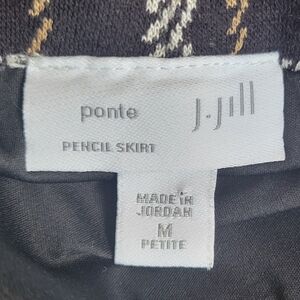 ponte
J.Jill
PENCIL SKIRT
MADE IN
JORDAN
M
PETITE